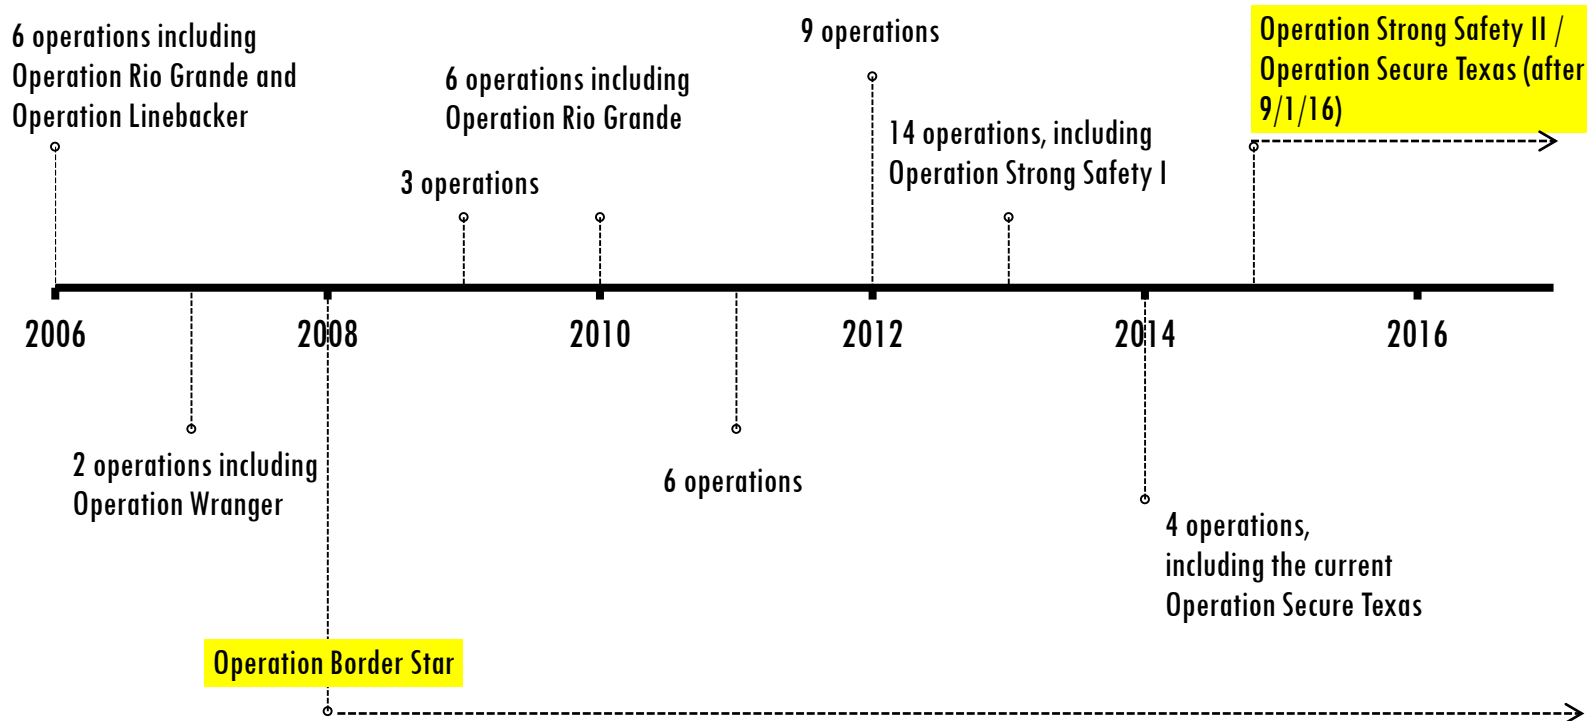 6 operations including
Operation Rio Grande and
Operation Linebacker
3 operations
6 operations including
Operation Rio Grande
9 operations
14 operations, including
Operation Strong Safety I
Operation Strong Safety II /
Operation Secure Texas (after
9/1/16)
2006
2008
2010
2012
2014
2016
2 operations including
Operation Wranger
Operation Border Star
6 operations
4 operations,
including the current
Operation Secure Texas